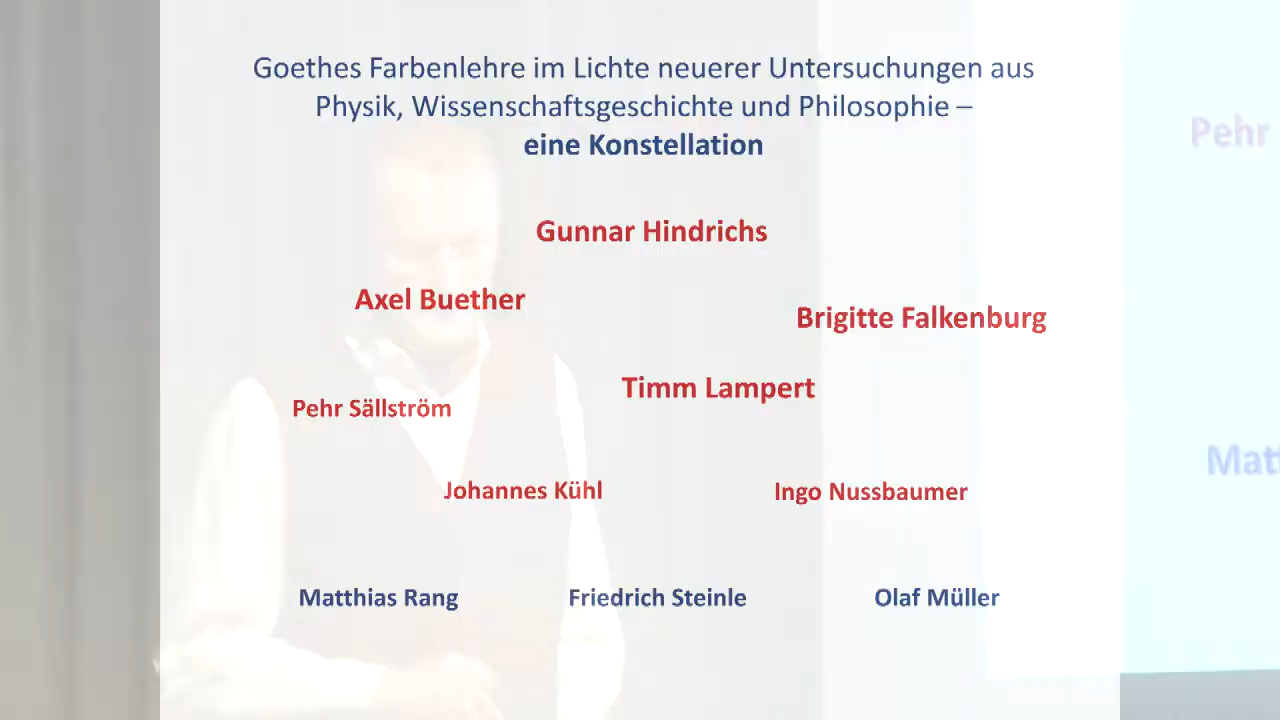 Goethes Farbenlehre im Lichte neuerer Untersuchungen aus
Physik, Wissenschaftsgeschichte und Philosophie –
eine Konstellation
Gunnar Hindrichs
Axel Buether
Brigitte Falkenburg
Timm Lampert
Pehr Sällström
Johannes Kühl
Ingo Nussbaumer
Matthias Rang
Friedrich Steinle
Olaf Müller
Pehr